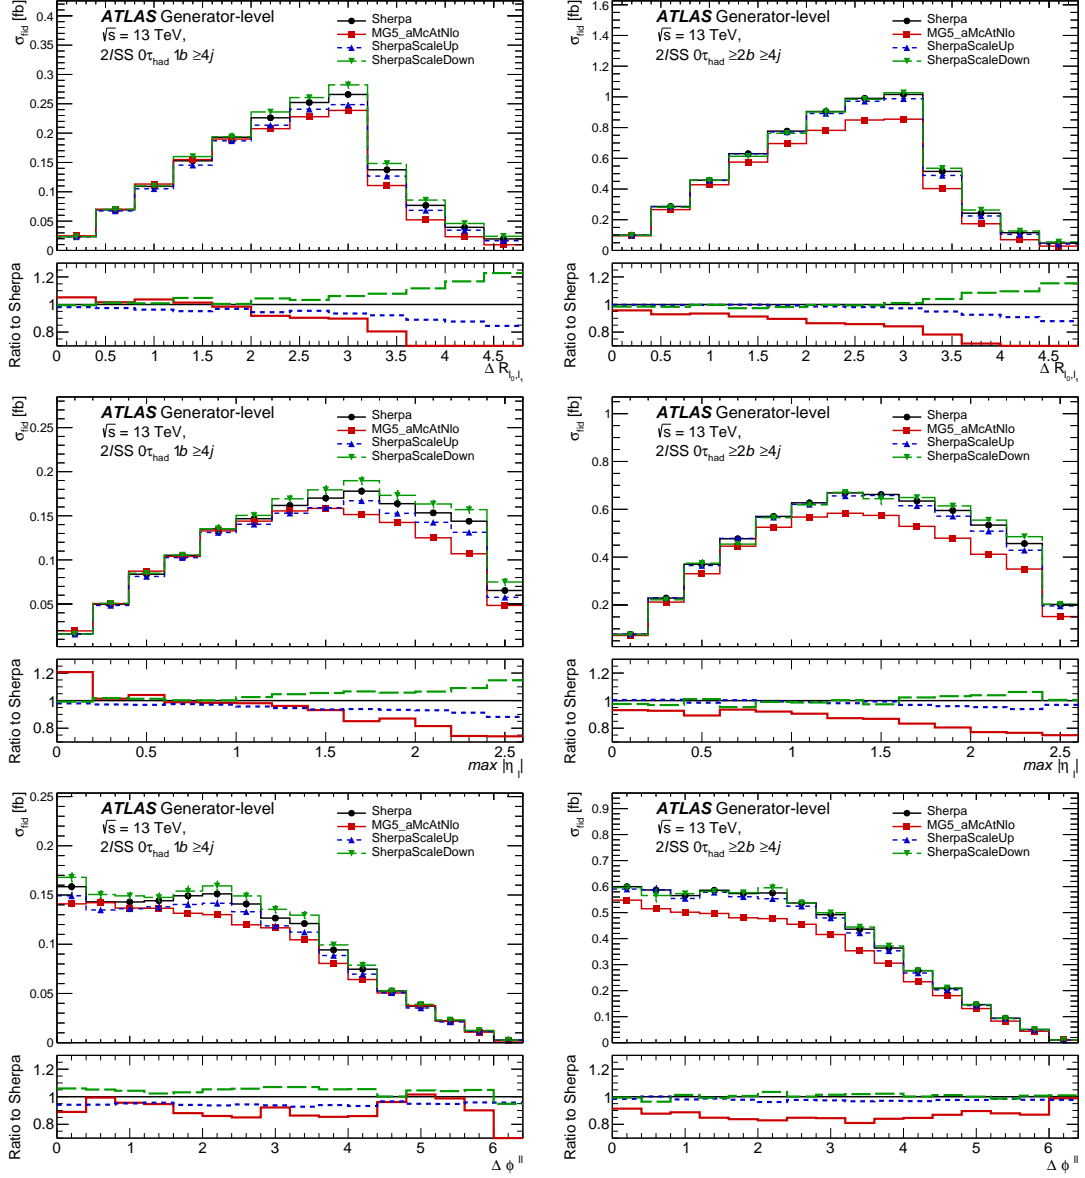 σfid [fb]
ATLAS Generator-level
√s = 13 TeV,
2lSS 0τhad 1b ≥4j
Sherpa
MG5_aMcAtNlo
SherpaScaleUp
SherpaScaleDown
0.4
0.35
0.3
0.25
0.2
0.15
0.1
0.05
0
Ratio to Sherpa
1.2
1
0.8
0 0.5 1 1.5 2 2.5 3 3.5 4 4.5
Δ R l0,l1
σfid [fb]
ATLAS Generator-level
√s = 13 TeV,
2lSS 0τhad ≥2b ≥4j
Sherpa
MG5_aMcAtNlo
SherpaScaleUp
SherpaScaleDown
1.6
1.4
1.2
1
0.8
0.6
0.4
0.2
0
Ratio to Sherpa
1.2
1
0.8
0 0.5 1 1.5 2 2.5 3 3.5 4 4.5
Δ R l0,l1
σfid [fb]
ATLAS Generator-level
√s = 13 TeV,
2lSS 0τhad 1b ≥4j
Sherpa
MG5_aMcAtNlo
SherpaScaleUp
SherpaScaleDown
0.25
0.2
0.15
0.1
0.05
Ratio to Sherpa
1.2
1
0.8
0 0.5 1 1.5 2 2.5
max |ηl|
σfid [fb]
ATLAS Generator-level
√s = 13 TeV,
2lSS 0τhad ≥2b ≥4j
Sherpa
MG5_aMcAtNlo
SherpaScaleUp
SherpaScaleDown
1
0.8
0.6
0.4
0.2
Ratio to Sherpa
1.2
1
0.8
0 0.5 1 1.5 2 2.5
max |ηl|
σfid [fb]
ATLAS Generator-level
√s = 13 TeV,
2lSS 0τhad 1b ≥4j
Sherpa
MG5_aMcAtNlo
SherpaScaleUp
SherpaScaleDown
0.25
0.2
0.15
0.1
0.05
0
Ratio to Sherpa
1.2
1
0.8
0 1 2 3 4 5 6
Δ ϕ ll
σfid [fb]
ATLAS Generator-level
√s = 13 TeV,
2lSS 0τhad ≥2b ≥4j
Sherpa
MG5_aMcAtNlo
SherpaScaleUp
SherpaScaleDown
0.9
0.8
0.7
0.6
0.5
0.4
0.3
0.2
0.1
0
Ratio to Sherpa
1.2
1
0.8
0 1 2 3 4 5 6
Δ ϕ ll